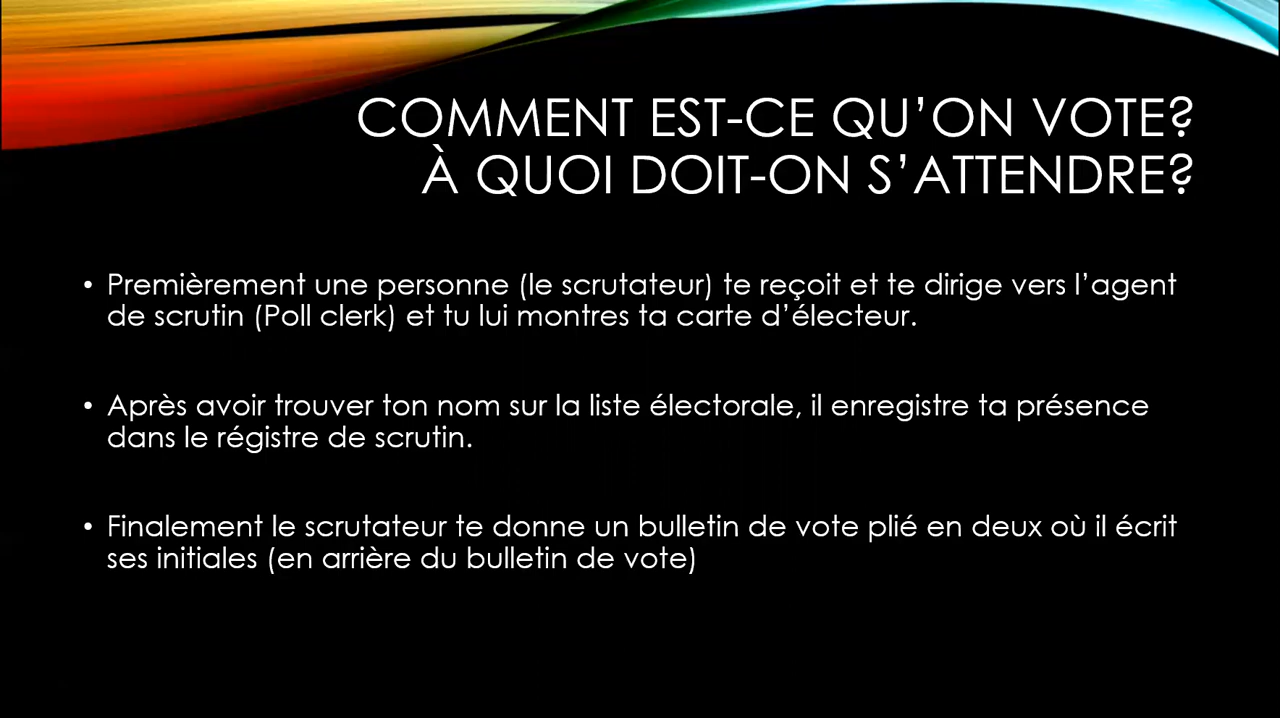 COMMENT EST-CE QU’ON VOTE?
À QUOI DOIT-ON S’ATTENDRE?
• Premièrement une personne (le scrutateur) te reçoit et te dirige vers l’agent
de scrutin (Poll clerk) et tu lui montres ta carte d’électeur.
• Après avoir trouver ton nom sur la liste électorale, il enregistre ta présence
dans le régistre de scrutin.
• Finalement le scrutateur te donne un bulletin de vote plié en deux où il écrit
ses initiales (en arrière du bulletin de vote)